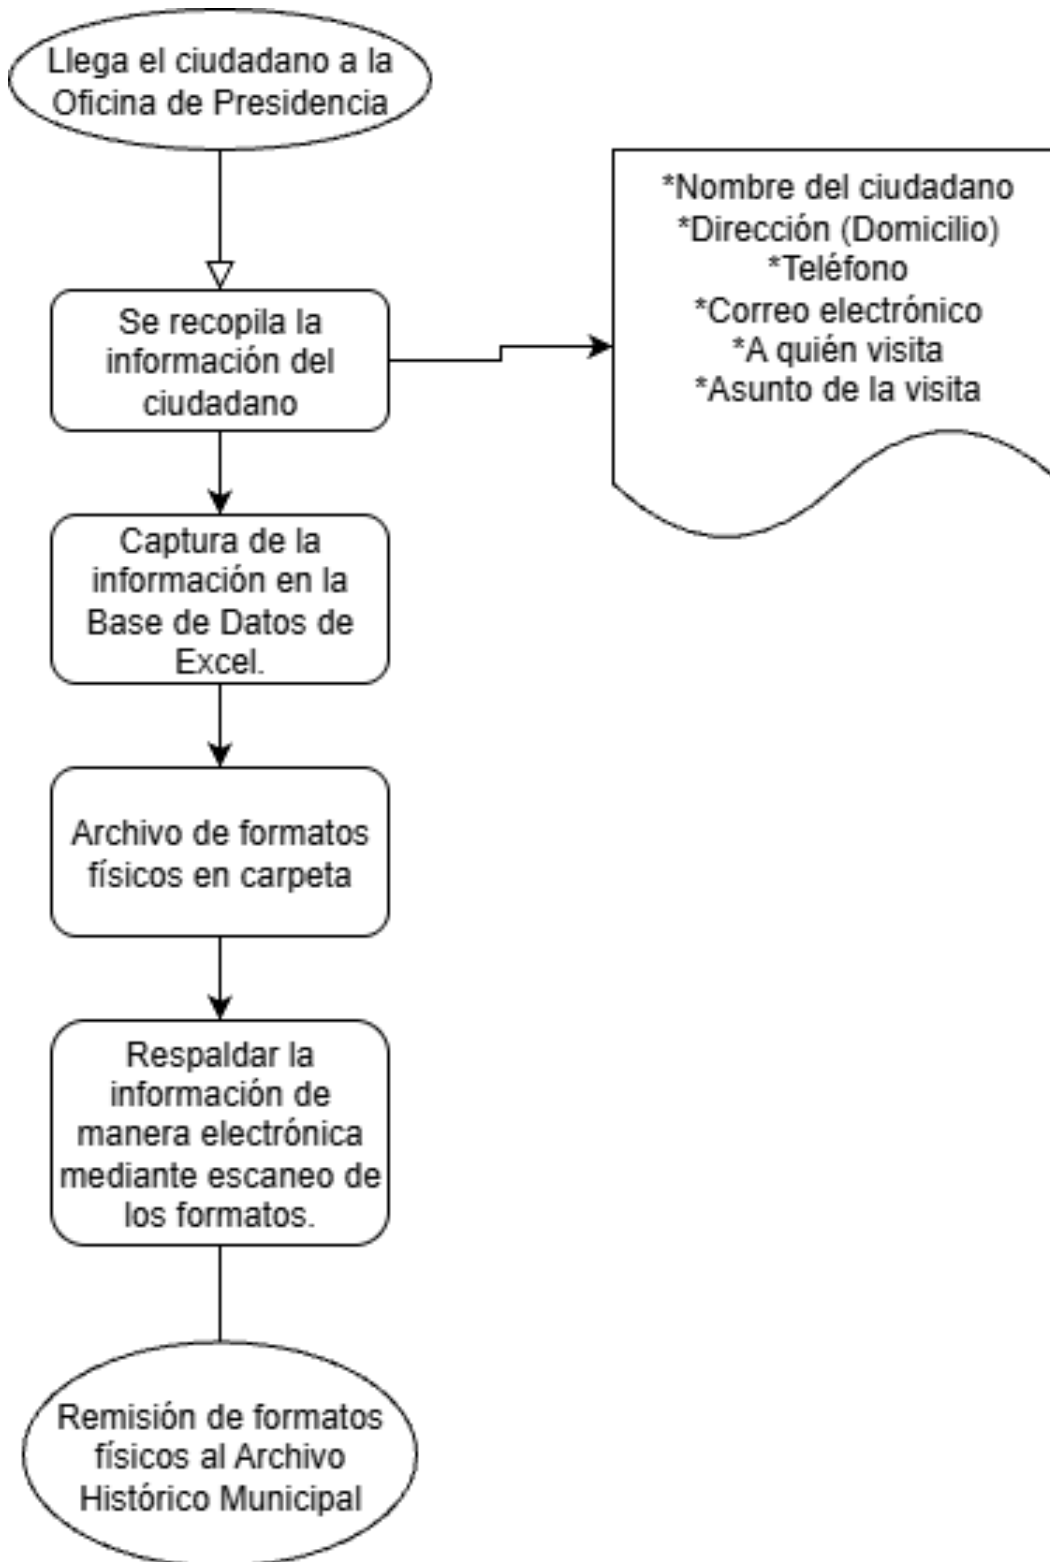 Llega el ciudadano a la
Oficina de Presidencia
*Nombre del ciudadano
*Dirección (Domicilio)
*Teléfono
*Correo electrónico
*A quién visita
*Asunto de la visita
Se recopila la
información del
ciudadano
Captura de la
información en la
Base de Datos de
Excel.
Archivo de formatos
físicos en carpeta
Respaldar la
información de
manera electrónica
mediante escaneo de
los formatos.
Remisión de formatos
físicos al Archivo
Histórico Municipal